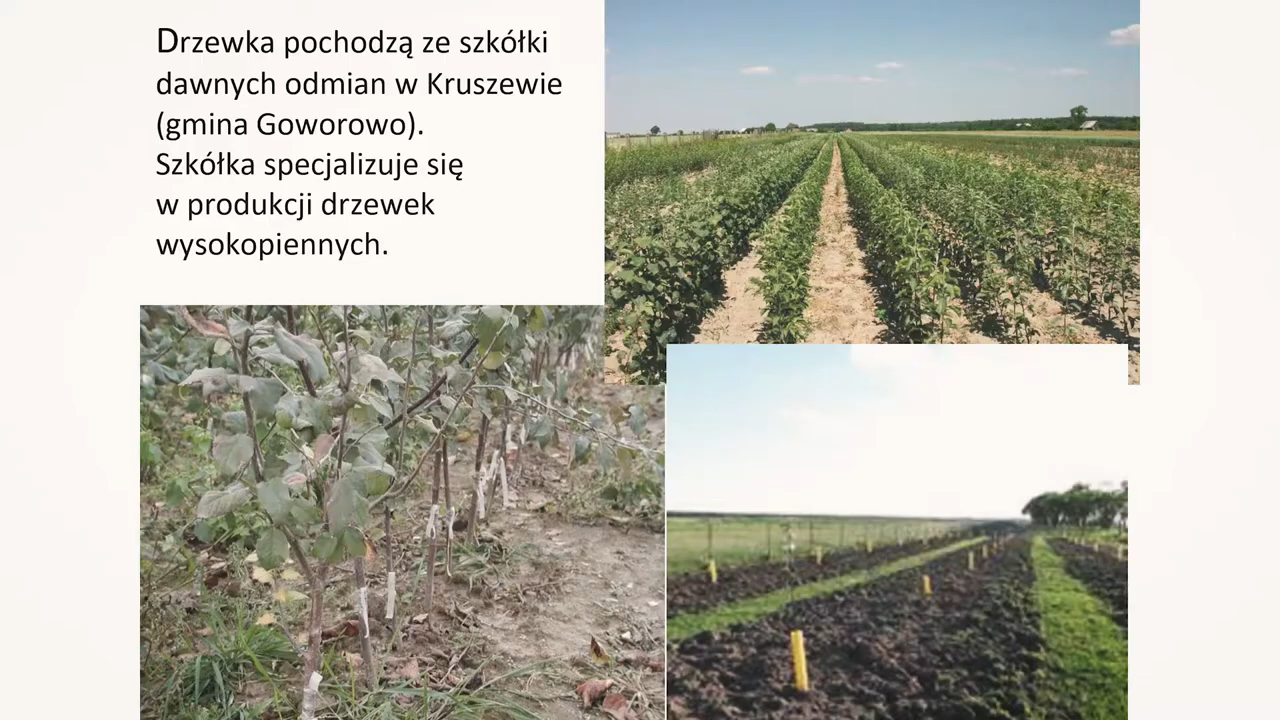 Drzewka pochodzą ze szkółki
dawnych odmian w Kruszewie
(gmina Goworowo).
Szkółka specjalizuje się
w produkcji drzewek
wysokopiennych.